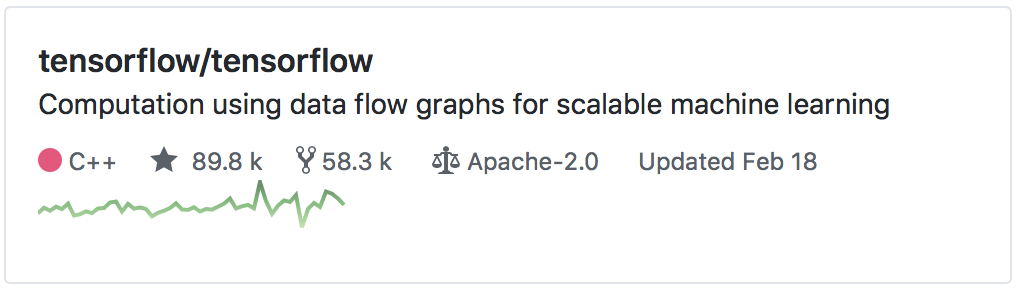 tensorflow/tensorflow
Computation using data flow graphs for scalable machine learning
C++ 89.8 k 58.3 k Apache-2.0 Updated Feb 18